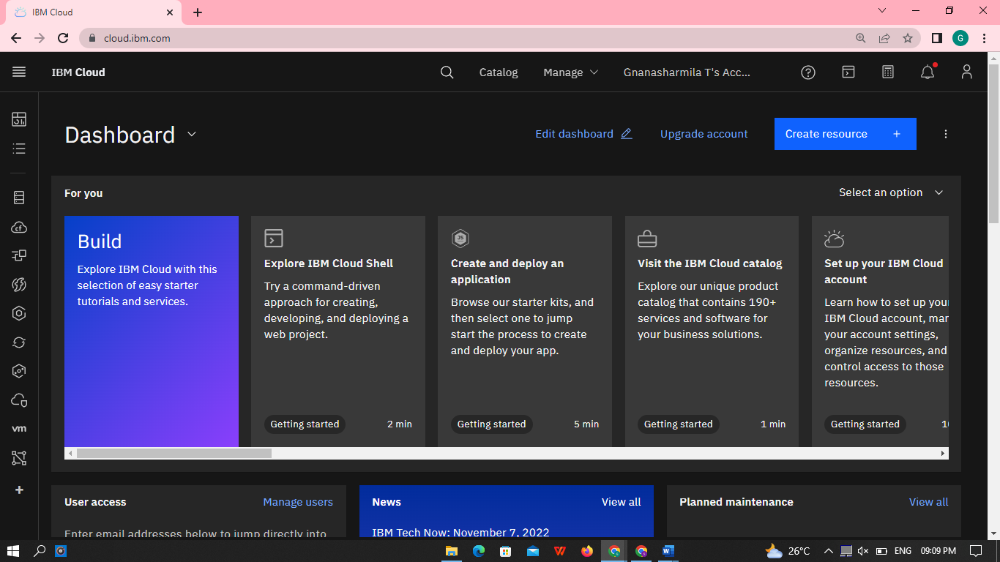 IBM Cloud
cloud.ibm.com
G
IBM Cloud
Catalog
Manage
Gnanasharmila T's Acc...
Dashboard
Edit dashboard
Upgrade account
Create resource +
For you
Select an option
Build
Explore IBM Cloud with this
selection of easy starter
tutorials and services.
Explore IBM Cloud Shell
Try a command-driven
approach for creating,
developing, and deploying a
web project.
Getting started
2 min
JS
Create and deploy an
application
Browse our starter kits, and
then select one to jump
start the process to create
and deploy your app.
Getting started
5 min
Visit the IBM Cloud catalog
Explore our unique product
catalog that contains 190+
services and software for
your business solutions.
Getting started
1 min
Set up your IBM Cloud
account
Learn how to set up your
IBM Cloud account, man
your account settings,
organize resources, and
control access to those
resources.
Getting started
cf
vm
User access
Manage users
Enter email addresses below to jump directly into
News
View all
IBM Tech Now: November 7, 2022
Planned maintenance
View all
26°C
ENG
09:09 PM